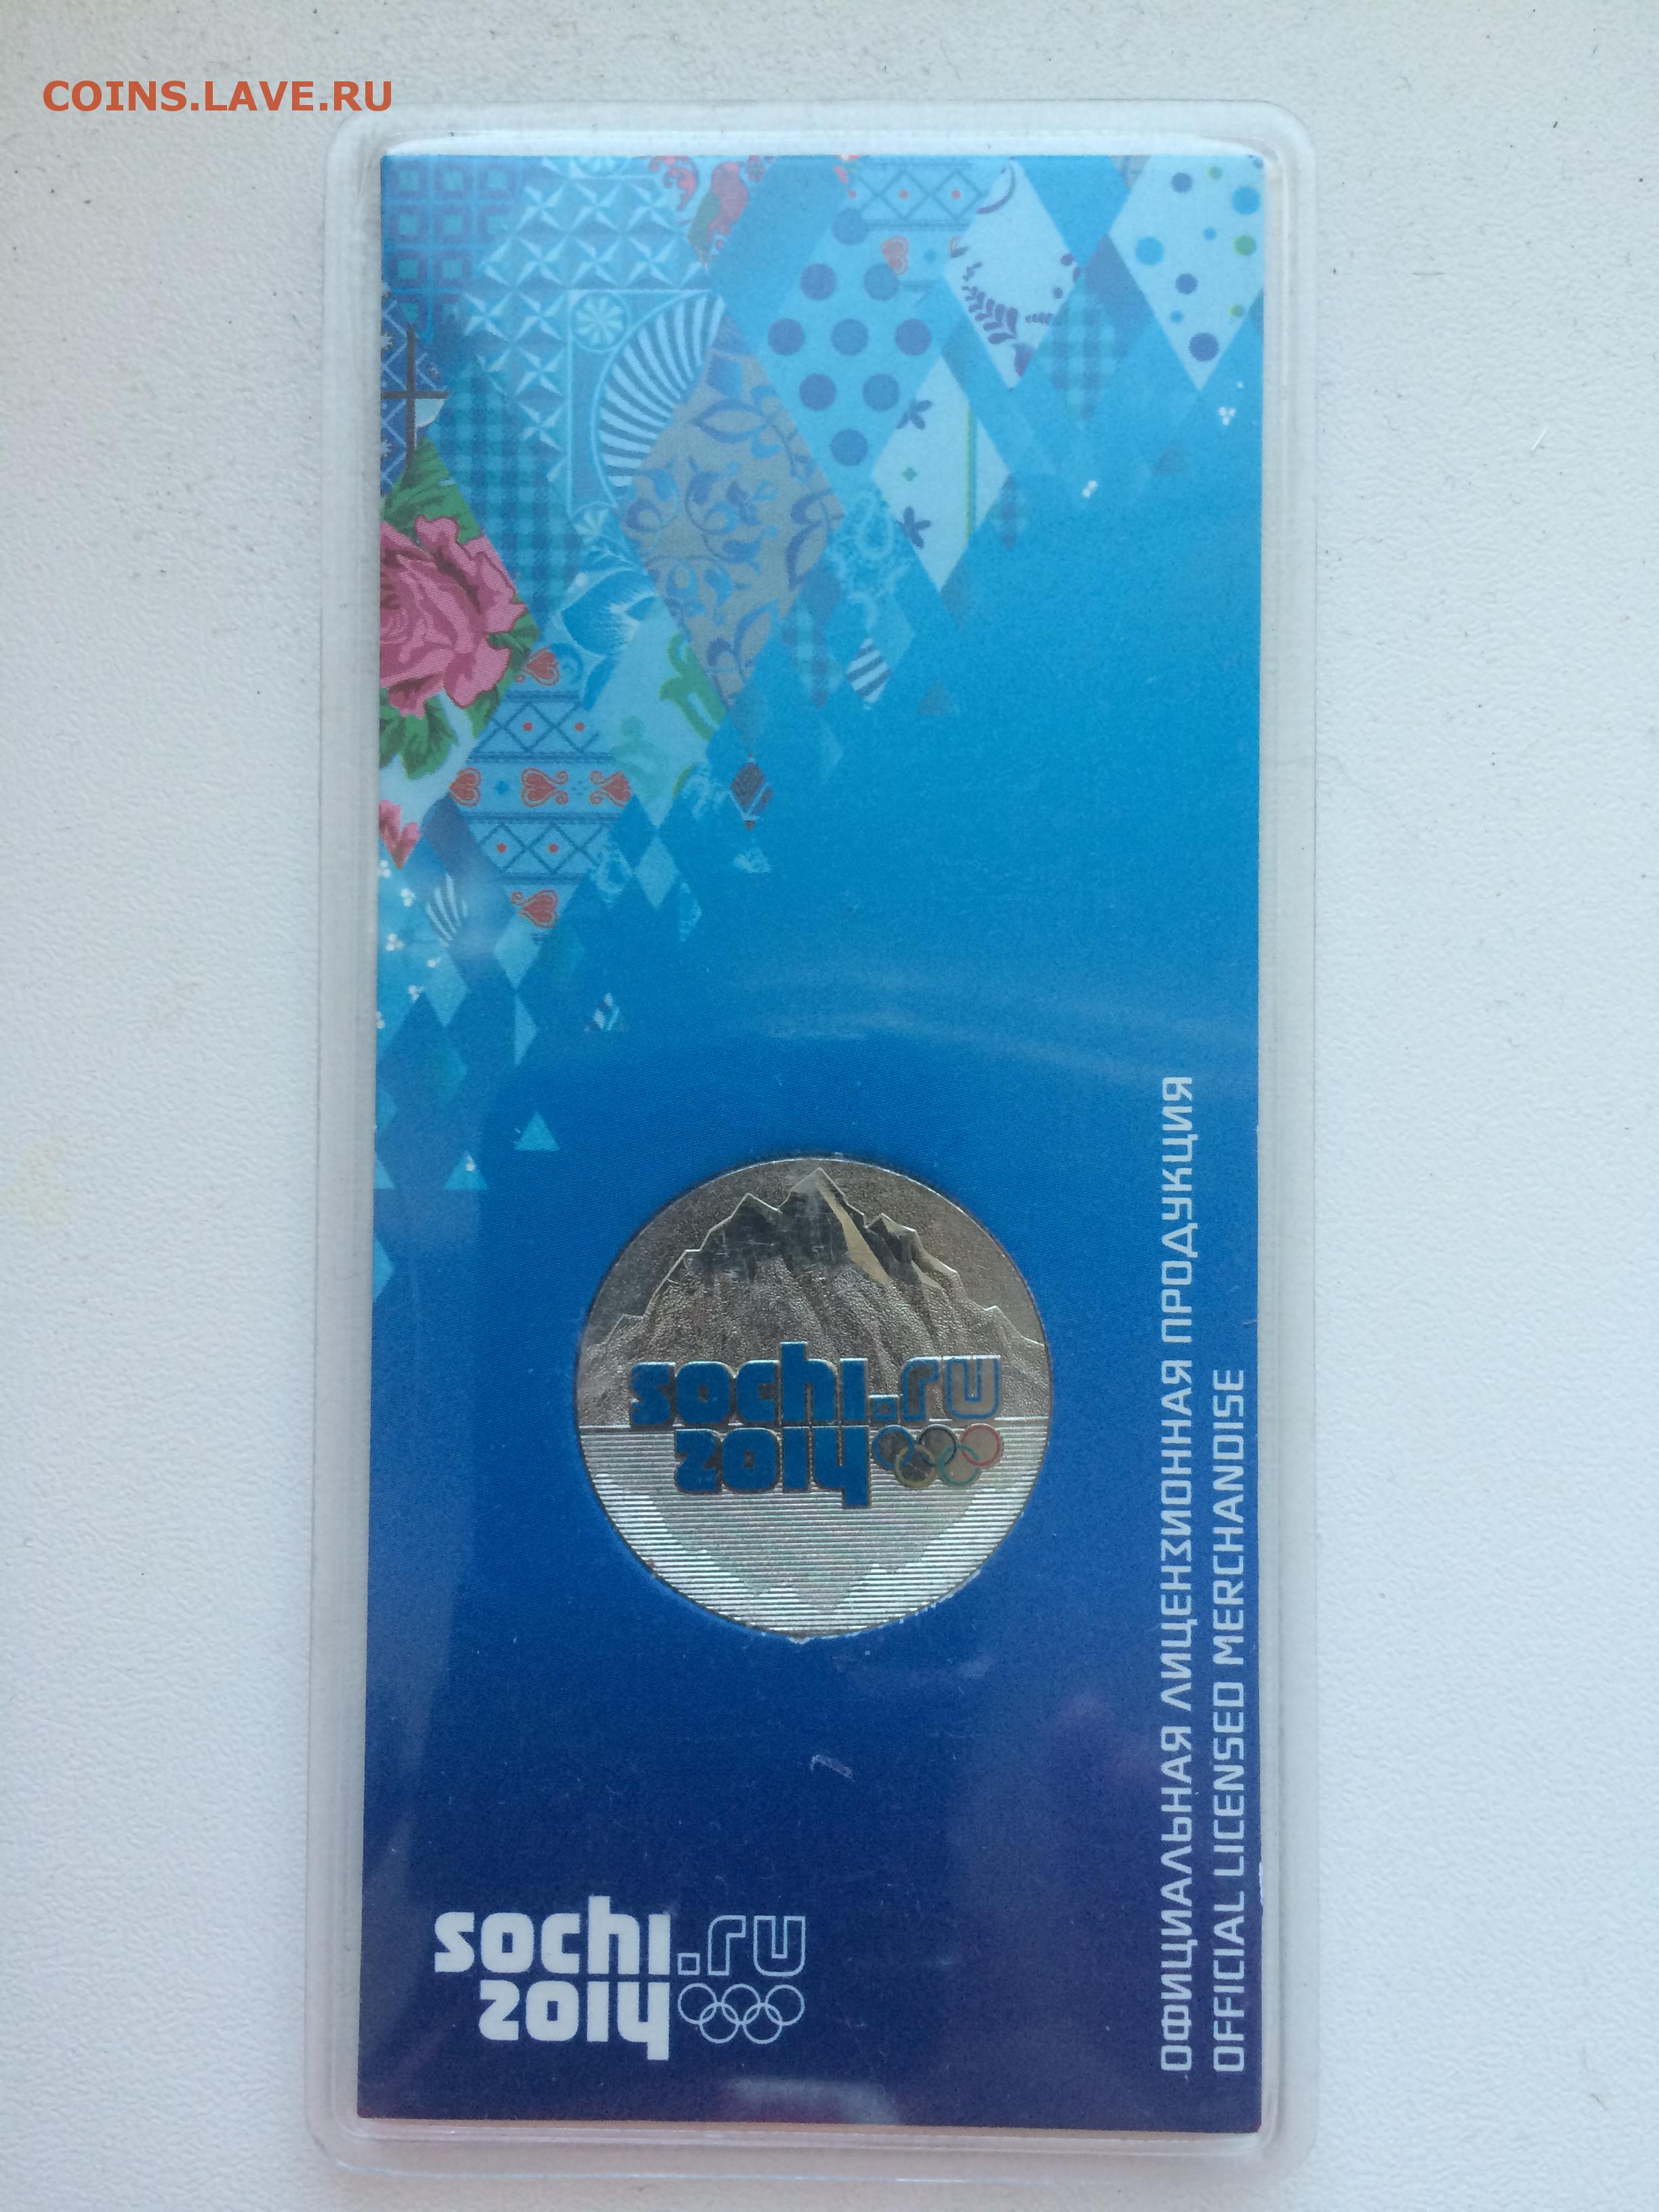 COINS.LAVE.RU
sochi.ru
2014
sochi.ru
2014
ОФИЦИАЛЬНАЯ ЛИЦЕНЗИОННАЯ ПРОДУКЦИЯ
OFFICIAL LICENSED MERCHANDISE